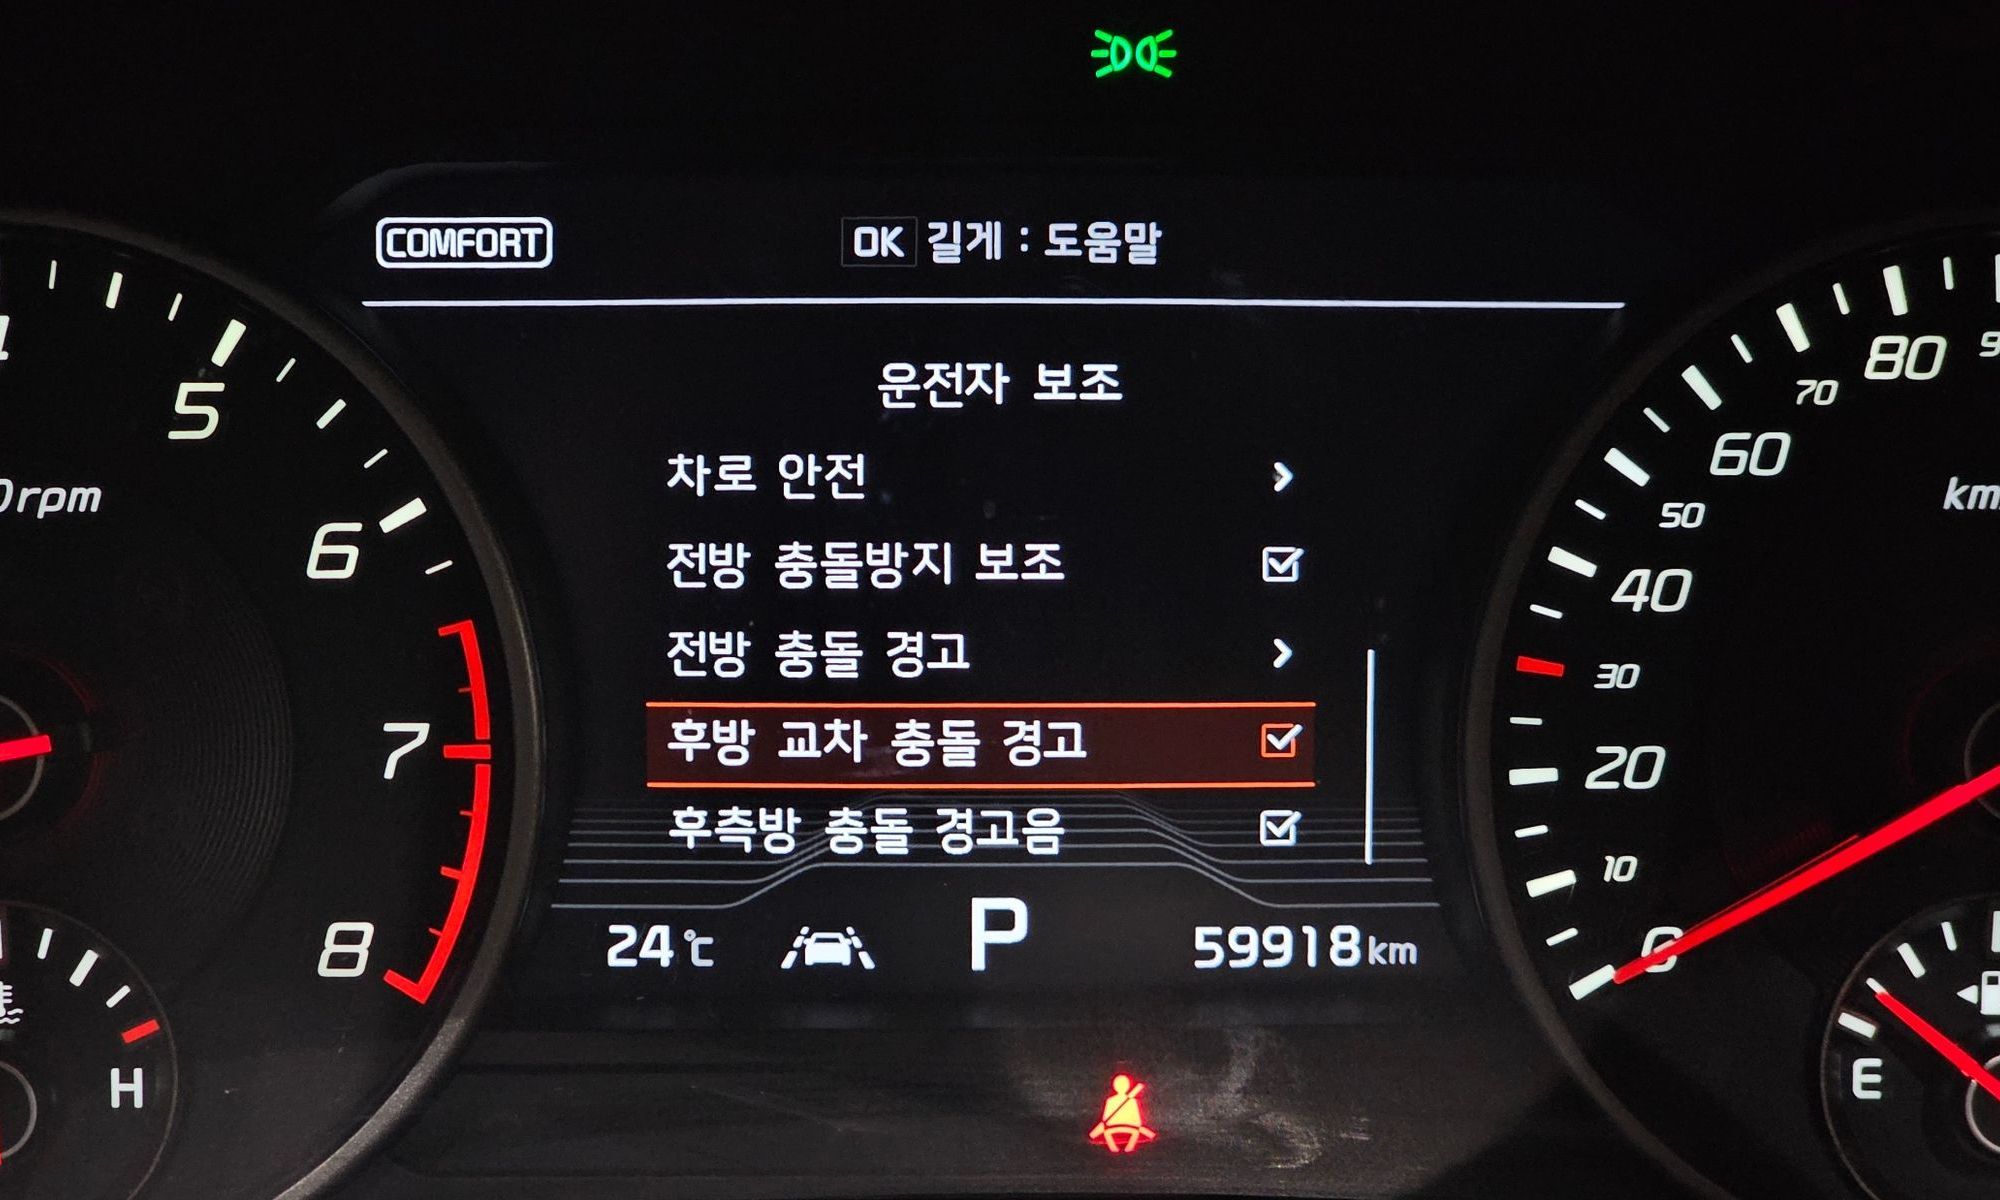 COMFORT
OK 길게 : 도움말
운전자 보조
차로 안전
전방 충돌방지 보조
전방 충돌 경고
후방 교차 충돌 경고
후측방 충돌 경고음
24℃
P
59918km
5
6
7
8
rpm
H
80
70
60
50
40
30
20
10
0
km
E